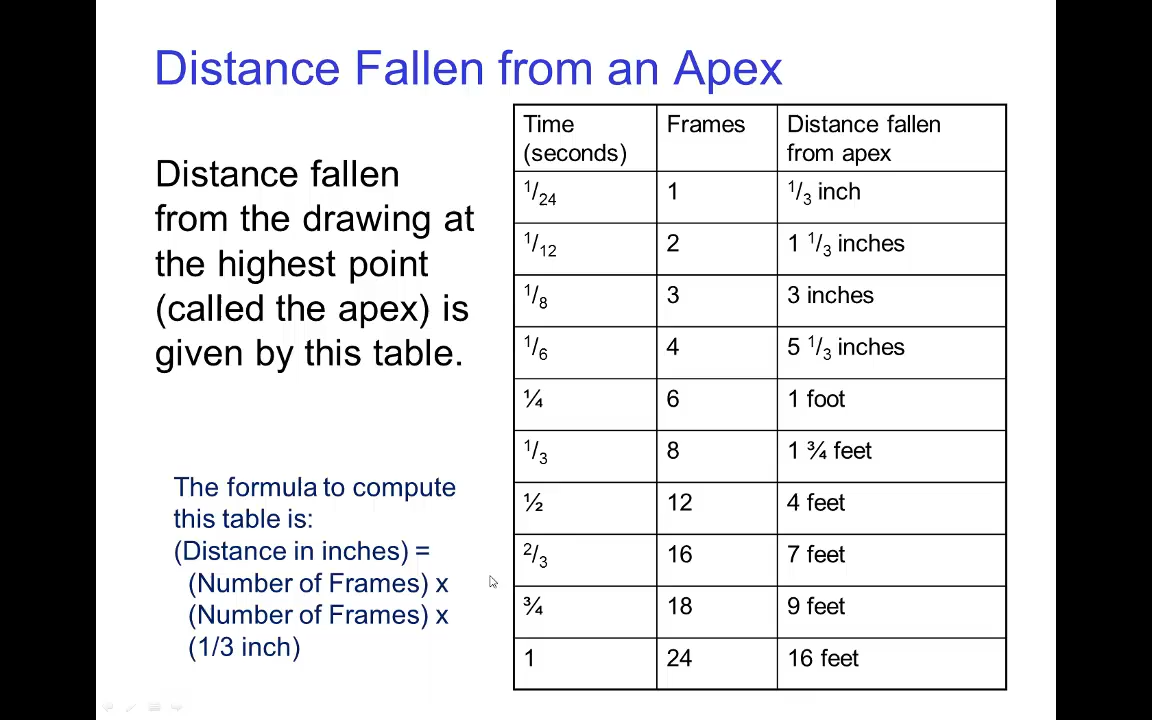 Distance Fallen from an Apex
Distance fallen
from the drawing at
the highest point
(called the apex) is
given by this table.
The formula to compute
this table is:
(Distance in inches) =
(Number of Frames) x
(Number of Frames) x
(1/3 inch)
Time (seconds) Frames Distance fallen from apex
1/24 1 1/3 inch
1/12 2 1 1/3 inches
1/8 3 3 inches
1/6 4 5 1/3 inches
¼ 6 1 foot
1/3 8 1 ¾ feet
½ 12 4 feet
2/3 16 7 feet
¾ 18 9 feet
1 24 16 feet